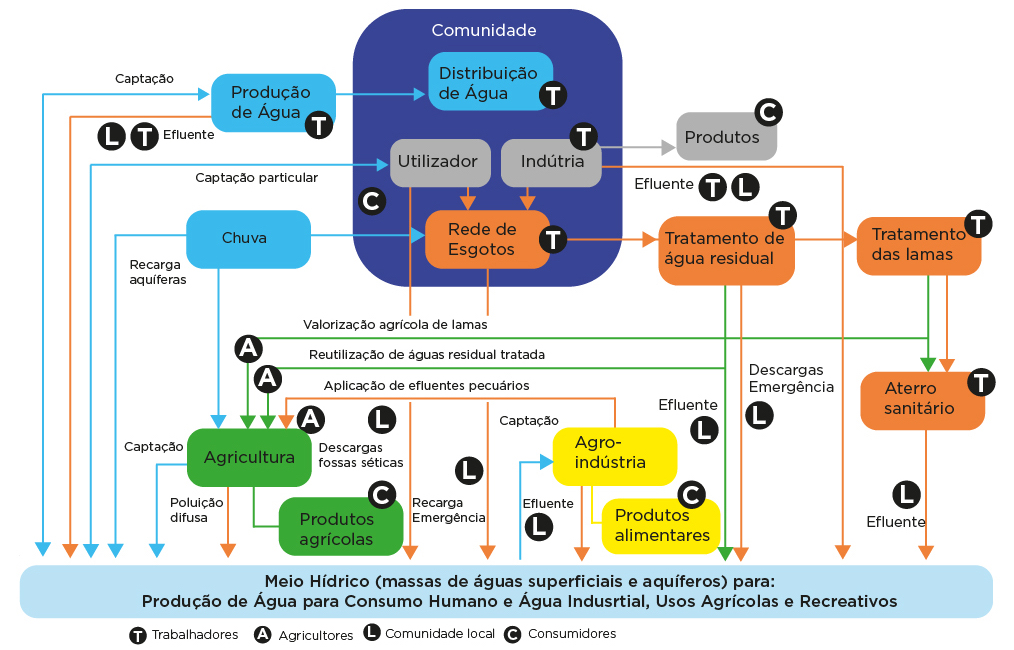 Comunidade
Captação
Distribuição
de Água
T
Produção
de Água
T
L T Efluente
C
Produtos
T
Utilizador
Indútria
Captação particular
C
Efluente T L
Chuva
Rede de
Esgotos
T
T
Tratamento de
água residual
T
Tratamento
das lamas
Recarga
aquíferas
Valorização agrícola de lamas
A
Reutilização de águas residual tratada
A
Aplicação de efluentes pecuários
A
L
Descargas
Emergência
L
Efluente
L
T
Aterro
sanitário
Captação
Agricultura
Descargas
fossas séticas
Captação
Agro-
indústria
L
Poluição
difusa
C
Produtos
agrícolas
Recarga
Emergência
Efluente
L
C
Produtos
alimentares
L
Efluente
Meio Hídrico (massas de águas superficiais e aquíferos) para:
Produção de Água para Consumo Humano e Água Indusrtial, Usos Agrícolas e Recreativos
T Trabalhadores A Agricultores L Comunidade local C Consumidores